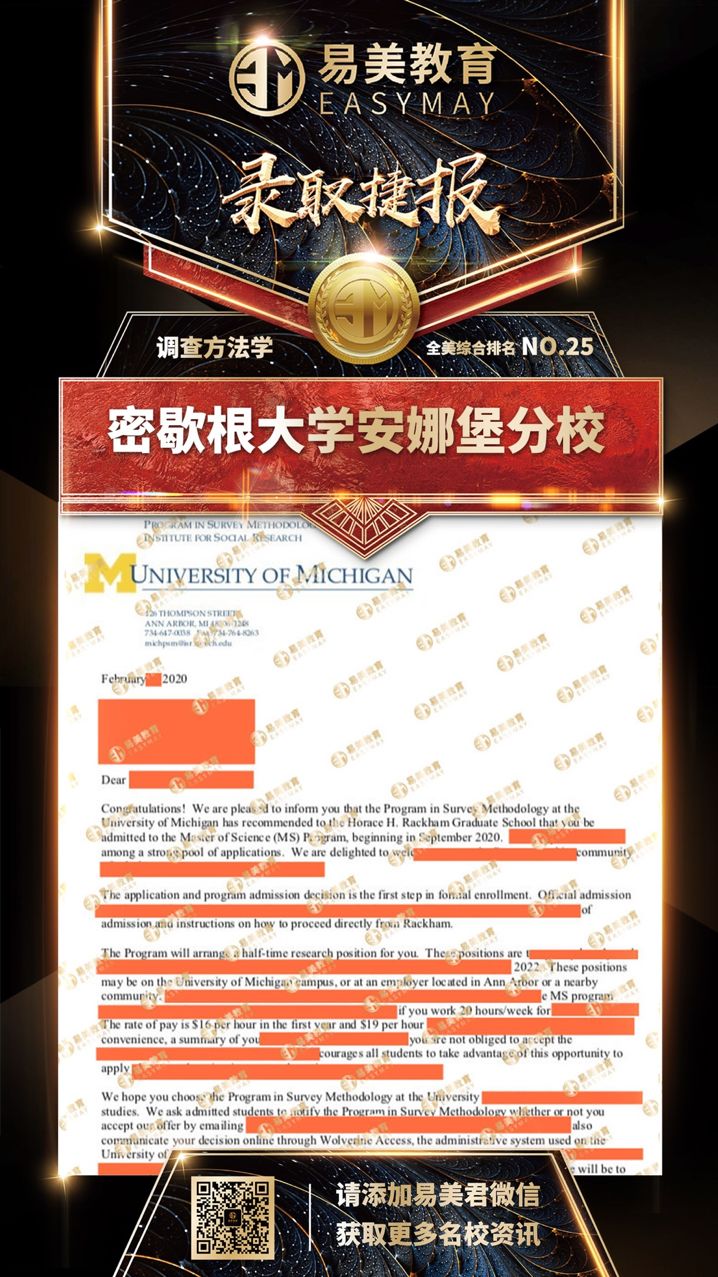 易美教育
EASYMAY
录取捷报
调查方法学
全美综合排名 NO.25
密歇根大学安娜堡分校
PROGRAM IN SURVEY
INSTITUTE FOR SOCIAL RESEARCH
UNIVERSITY OF MICHIGAN
426 THOMPSON STREET
ANN ARBOR, MI
734-647-0038 Fax 734-764-8263
February 2020
Dear
Congratulations! We are pleased to inform you that the Program in Survey Methodology at the
University of Michigan has recommended to the Horace H. Rackham Graduate School that you be
admitted to the Master of Science (MS) Program, beginning in September 2020.
among a strong pool of applications. We are delighted to community
The application and program admission decision is the first step in formal enrollment. Official admission
of
admission and instructions on how to proceed directly from Rackham.
The Program will arrange a half-time research position for you. These positions are
2022. These positions
may be on the University of Michigan campus, or at an employer located in Ann Arbor or a nearby
community. MS program
if you work 20 hours/week for
The rate of pay is $16 per hour in the first year and $19 per hour
convenience, a summary of you you are not obliged to accept the
courages all students to take advantage of this opportunity to
apply
We hope you choose the Program in Survey Methodology at the University
studies. We ask admitted students to notify the Program in Survey Methodology whether or not you
accept our offer by emailing also
communicate your decision online through Wolverine Access, the administrative system used on the
University of
e will be to
请添加易美君微信
获取更多名校资讯